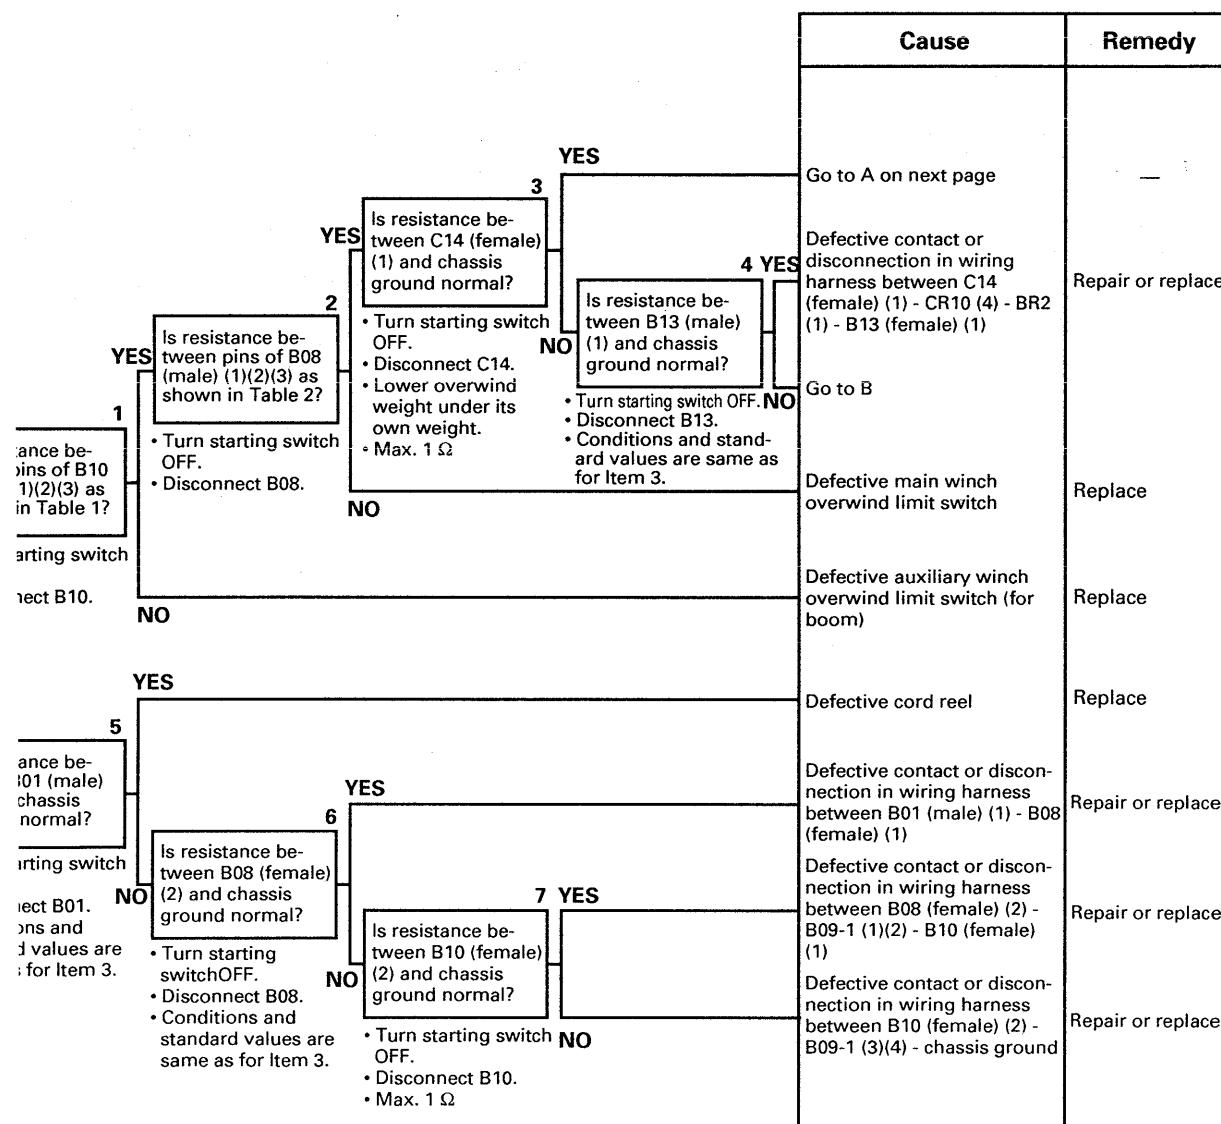 Cause
Remedy
YES
Go to A on next page
—
3
Is resistance be-
tween C14 (female)
(1) and chassis
ground normal?
YES
• Turn starting switch
OFF.
• Disconnect C14.
• Lower overwind
weight under its
own weight.
• Max. 1 Ω
NO
4 YES
Is resistance be-
tween B13 (male)
(1) and chassis
ground normal?
• Turn starting switch OFF.
• Disconnect B13.
• Conditions and stand-
ard values are same as
for Item 3.
NO
Defective contact or
disconnection in wiring
harness between C14
(female) (1) - CR10 (4) - BR2
(1) - B13 (female) (1)
Repair or replace
Go to B
2
Is resistance be-
tween pins of B08
(male) (1)(2)(3) as
shown in Table 2?
YES
• Turn starting switch
OFF.
• Disconnect B08.
NO
Defective main winch
overwind limit switch
Replace
1
tance be-
pins of B10
1)(2)(3) as
in Table 1?
arting switch
nect B10.
NO
Defective auxiliary winch
overwind limit switch (for
boom)
Replace
YES
Defective cord reel
Replace
5
ance be-
B01 (male)
chassis
normal?
arting switch
nect B01.
ons and
d values are
s for Item 3.
NO
6
Is resistance be-
tween B08 (female)
(2) and chassis
ground normal?
• Turn starting
switchOFF.
• Disconnect B08.
• Conditions and
standard values are
same as for Item 3.
YES
Defective contact or discon-
nection in wiring harness
between B01 (male) (1) - B08
(female) (1)
Repair or replace
NO
7 YES
Is resistance be-
tween B10 (female)
(2) and chassis
ground normal?
• Turn starting switch
OFF.
• Disconnect B10.
• Max. 1 Ω
NO
Defective contact or discon-
nection in wiring harness
between B08 (female) (2) -
B09-1 (1)(2) - B10 (female)
(1)
Repair or replace
Defective contact or discon-
nection in wiring harness
between B10 (female) (2) -
B09-1 (3)(4) - chassis ground
Repair or replace